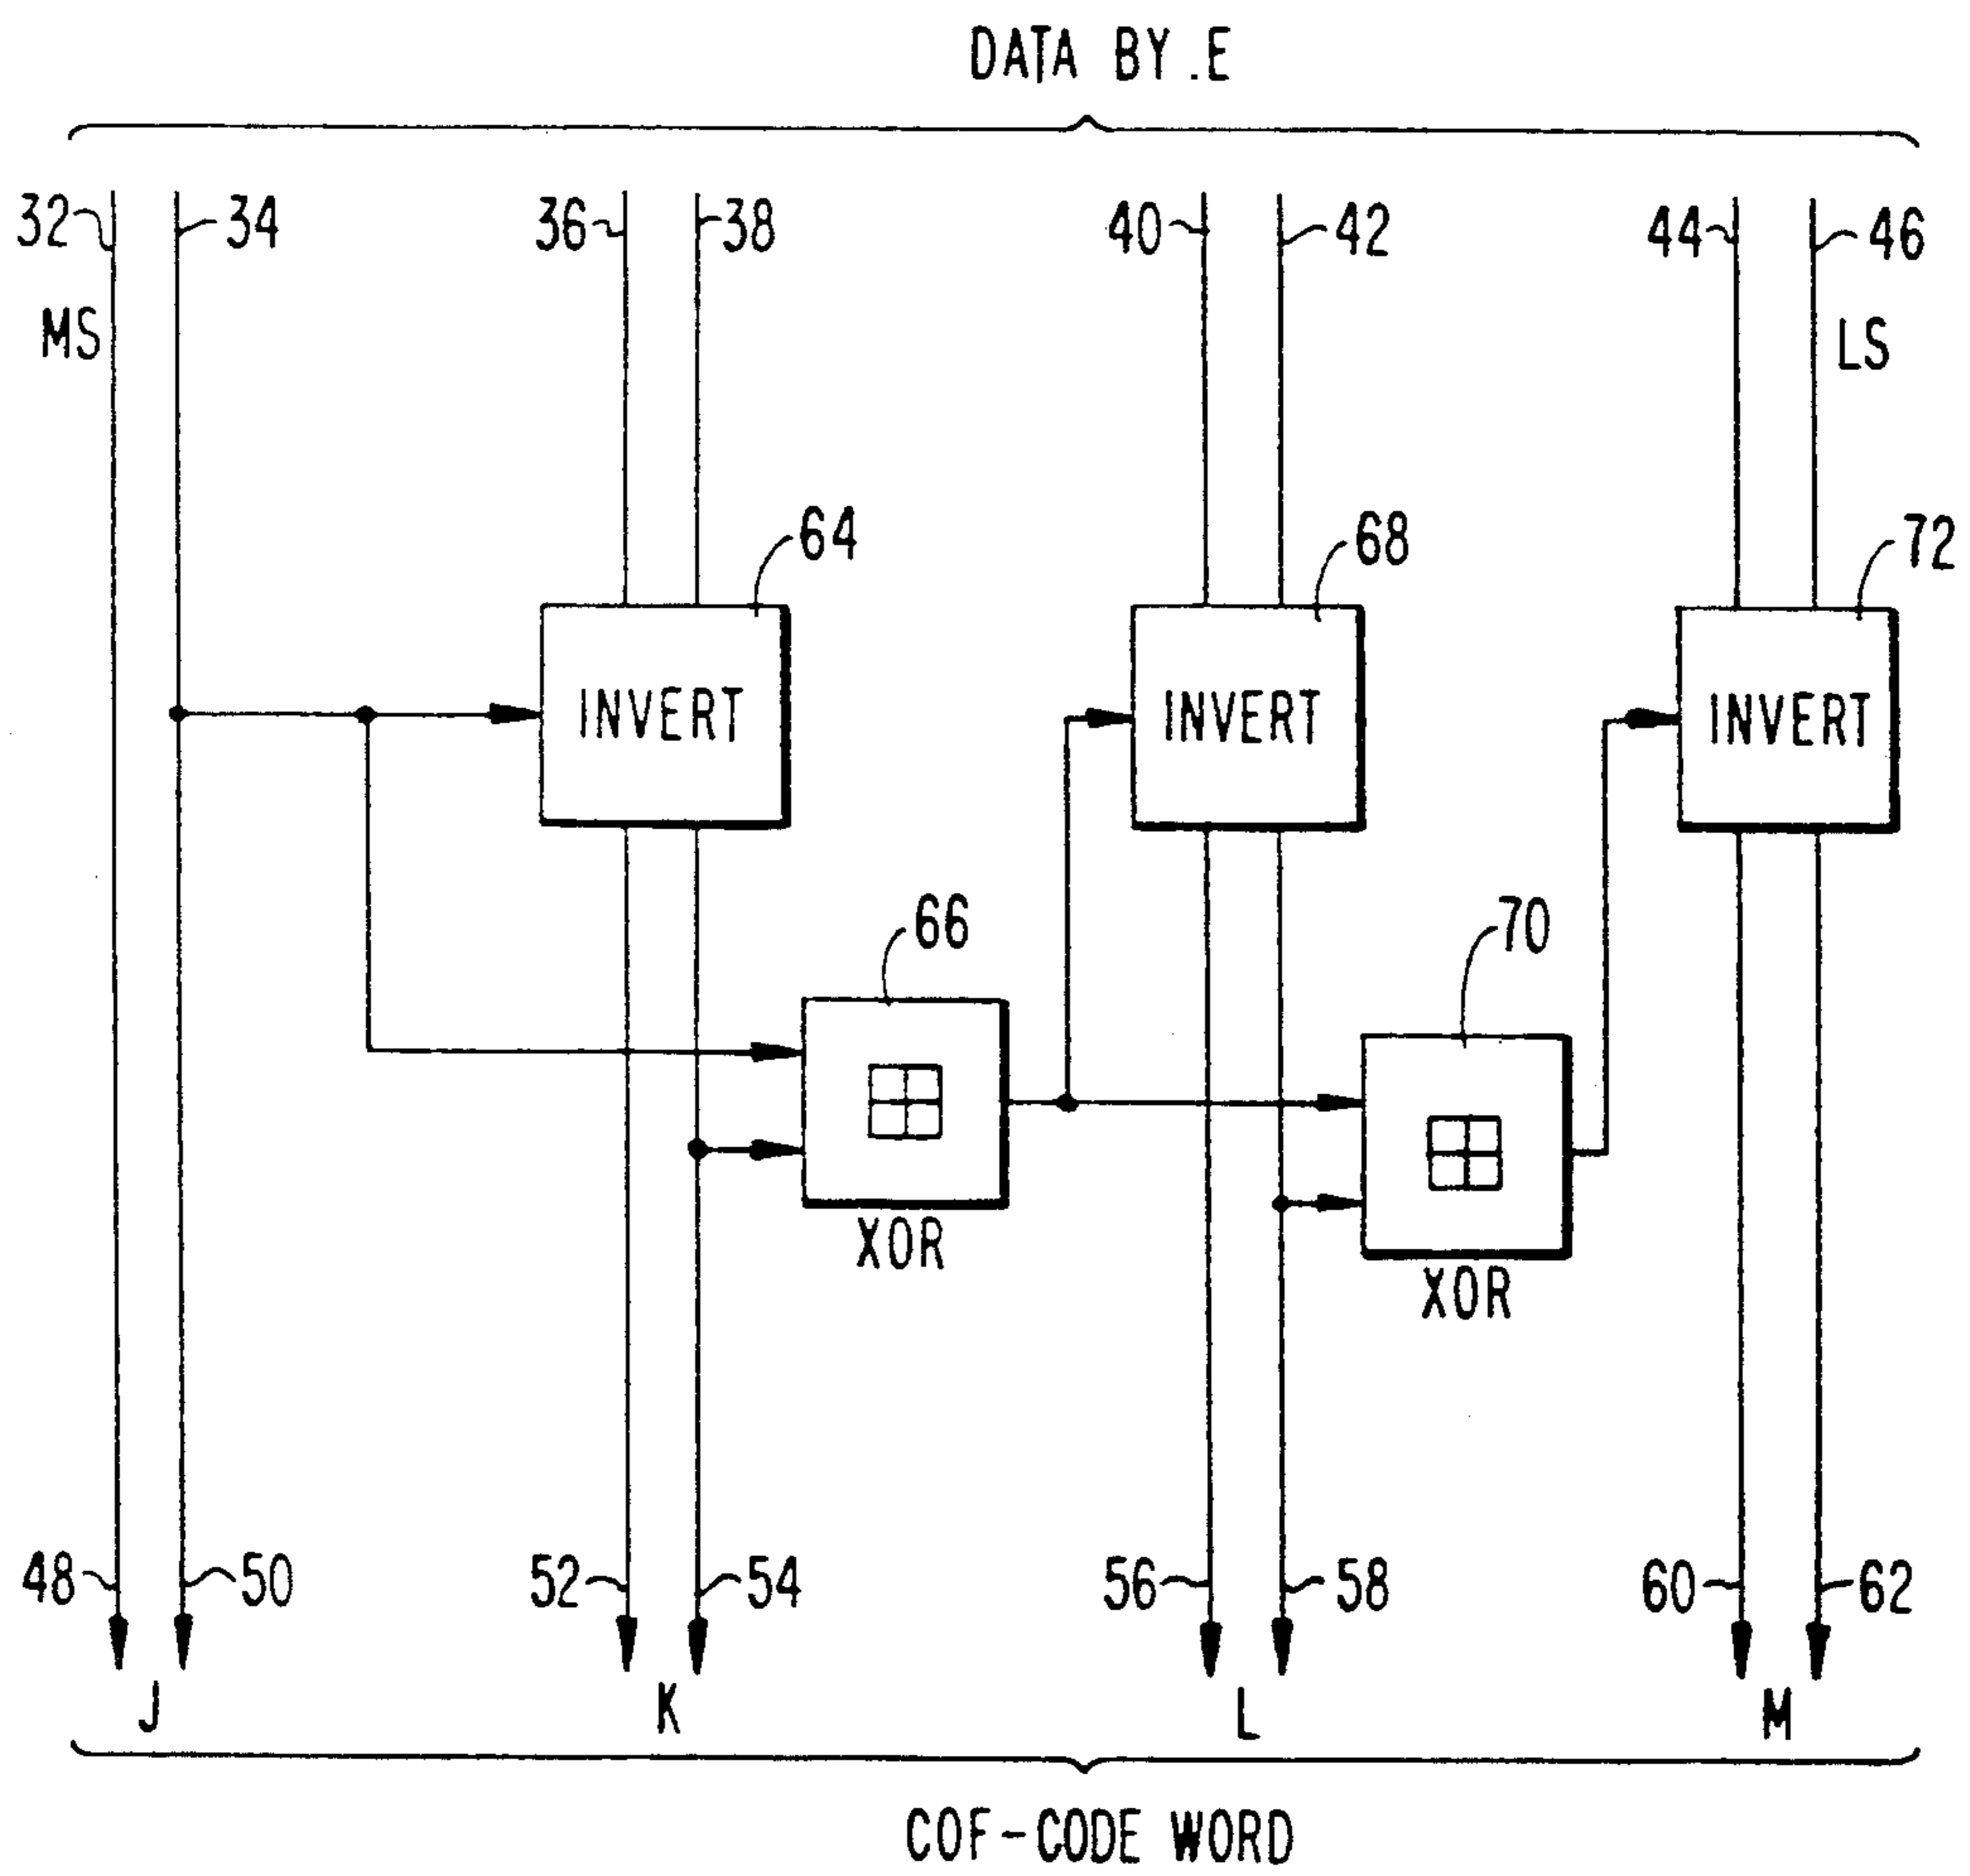 DATA BY.E
32 34 36 38 40 42 44 46
MS LS
64 68 72
INVERT INVERT INVERT
66 70
XOR
XOR
48 50 52 54 56 58 60 62
J K L M
COF-CODE WORD